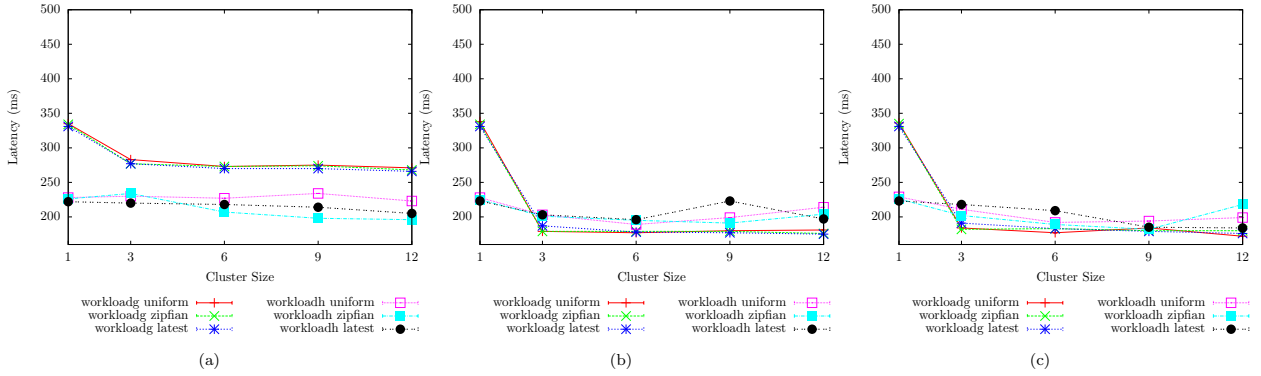 500
450
400
350
300
250
200
Latency (ms)
1 3 6 9 12
Cluster Size
workloadg uniform
workloadg zipfian
workloadg latest
workloadh uniform
workloadh zipfian
workloadh latest
(a)
500
450
400
350
300
250
200
Latency (ms)
1 3 6 9 12
Cluster Size
workloadg uniform
workloadg zipfian
workloadg latest
workloadh uniform
workloadh zipfian
workloadh latest
(b)
500
450
400
350
300
250
200
Latency (ms)
1 3 6 9 12
Cluster Size
workloadg uniform
workloadg zipfian
workloadg latest
workloadh uniform
workloadh zipfian
workloadh latest
(c)